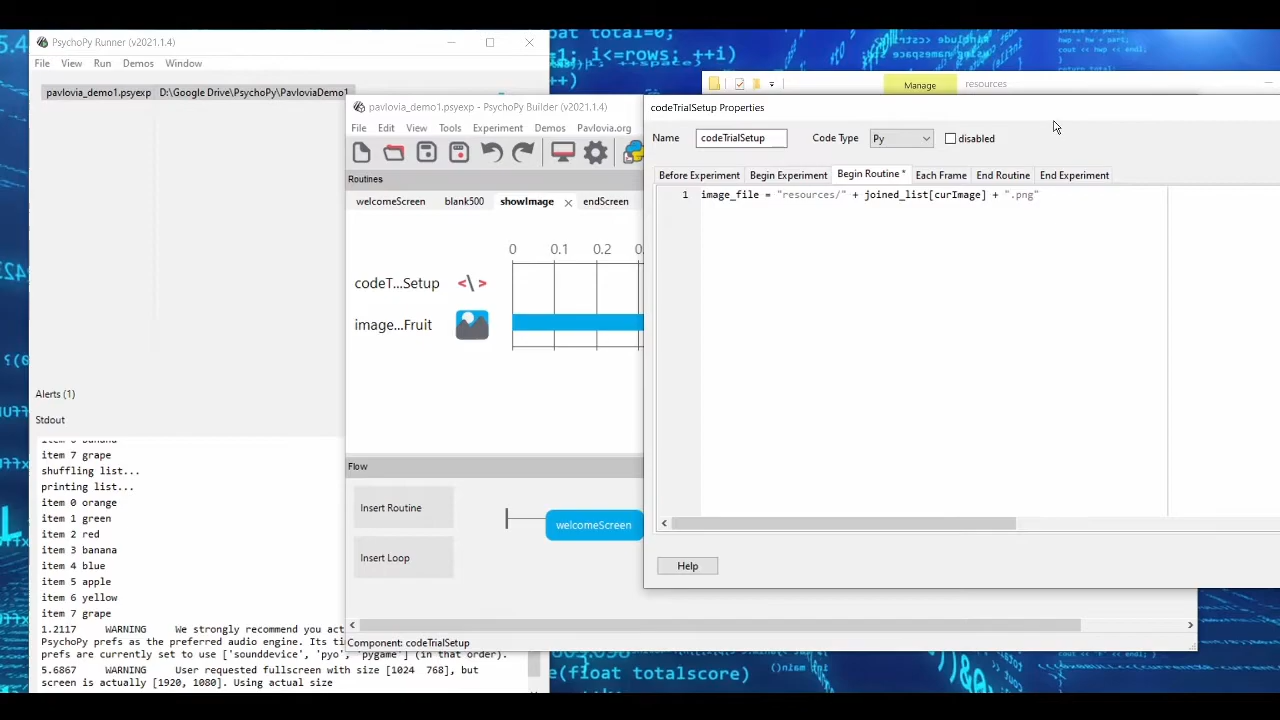 PsychoPy Runner (v2021.1.4)
File View Run Demos Window
pavlovia_demo1.psyexp D:\Google Drive\PsychoPy\PavloviaDemo1
Alerts (1)
Stdout
item 7 grape
shuffling list...
printing list...
item 0 orange
item 1 green
item 2 red
item 3 banana
item 4 blue
item 5 apple
item 6 yellow
item 7 grape
1.2117 WARNING We strongly recommend you act
PsychoPy prefs as the preferred audio engine. Its ti
prefs are currently set to use ['sounddevice', 'pyo', 'pygame'] (in that order).
5.6867 WARNING User requested fullscreen with size [1024 768], but
screen is actually [1920, 1080]. Using actual size
pavlovia_demo1.psyexp - PsychoPy Builder (v2021.1.4)
File Edit View Tools Experiment Demos Pavlovia.org
Routines
welcomeScreen blank500 showImage endScreen
0 0.1 0.2
codeT...Setup
image...Fruit
Flow
Insert Routine
Insert Loop
welcomeScreen
Component: codeTrialSetup
Manage resources
codeTrialSetup Properties
Name codeTrialSetup Code Type Py disabled
Before Experiment Begin Experiment Begin Routine * Each Frame End Routine End Experiment
1 image_file = "resources/" + joined_list[curImage] + ".png"
Help
total=0;
i<=rows; ++i)
(float totalscore)